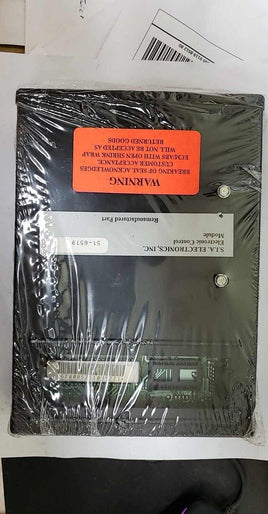 WARNING
BREAKING OF SEAL ACKNOWLEDGES
CUSTOMER ACCEPTANCE.
ECM/ABS WITH OPEN SHRINK WRAP
WILL NOT BE ACCEPTED AS
RETURNED GOODS
S.I.A. ELECTRONICS, INC.
Electronic Control
Module
51-6519
Remanufactured Part